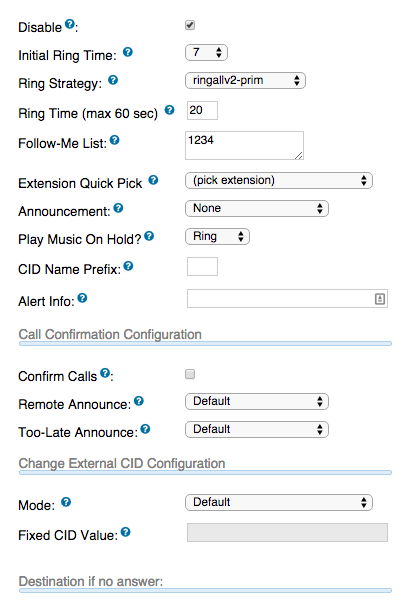 Disable ?:
Initial Ring Time: ? 7
Ring Strategy: ? ringallv2-prim
Ring Time (max 60 sec) ? 20
Follow-Me List: ? 1234
Extension Quick Pick ? (pick extension)
Announcement: ? None
Play Music On Hold? ? Ring
CID Name Prefix: ?
Alert Info: ?
Call Confirmation Configuration
Confirm Calls ?:
Remote Announce: ? Default
Too-Late Announce: ? Default
Change External CID Configuration
Mode: ? Default
Fixed CID Value: ?
Destination if no answer: